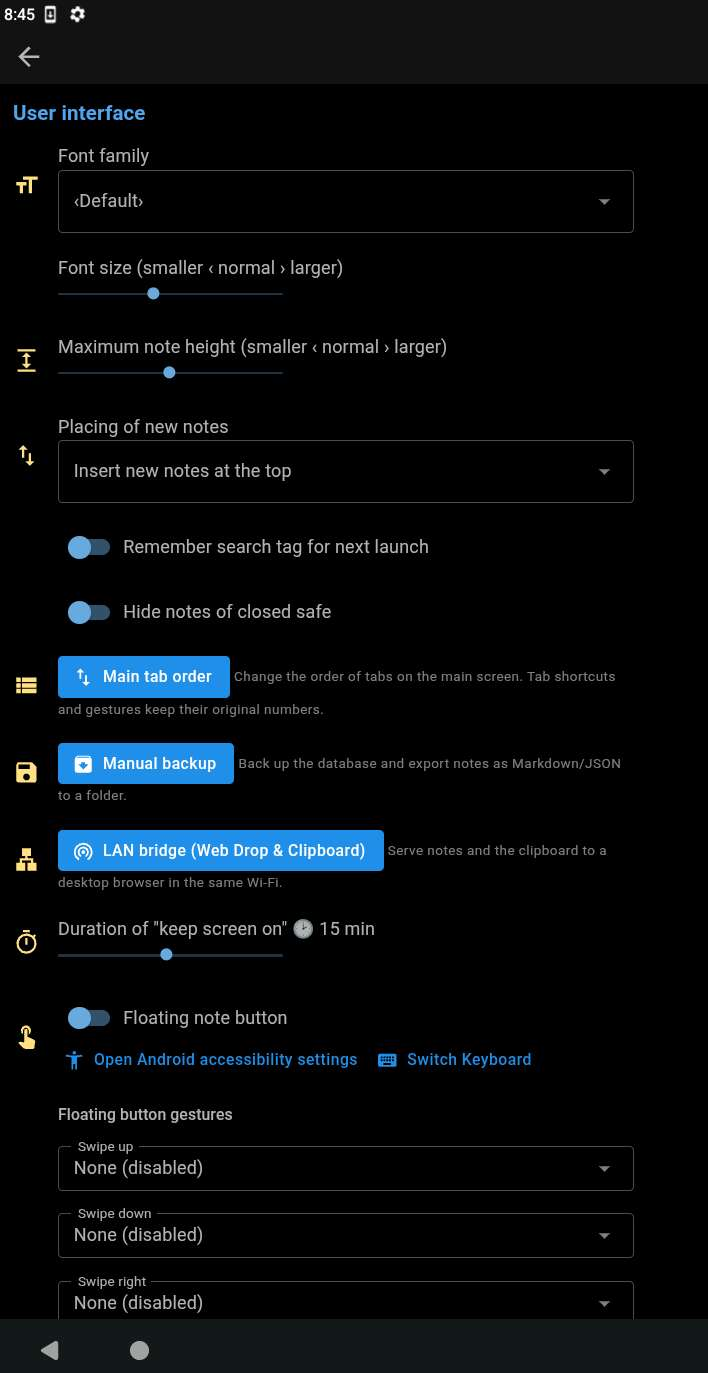 8:45
User interface
Font family
‹Default›
Font size (smaller ‹ normal › larger)
Maximum note height (smaller ‹ normal › larger)
Placing of new notes
Insert new notes at the top
Remember search tag for next launch
Hide notes of closed safe
Main tab order Change the order of tabs on the main screen. Tab shortcuts
and gestures keep their original numbers.
Manual backup Back up the database and export notes as Markdown/JSON
to a folder.
LAN bridge (Web Drop & Clipboard) Serve notes and the clipboard to a
desktop browser in the same Wi-Fi.
Duration of "keep screen on" 🕑 15 min
Floating note button
Open Android accessibility settings Switch Keyboard
Floating button gestures
Swipe up
None (disabled)
Swipe down
None (disabled)
Swipe right
None (disabled)